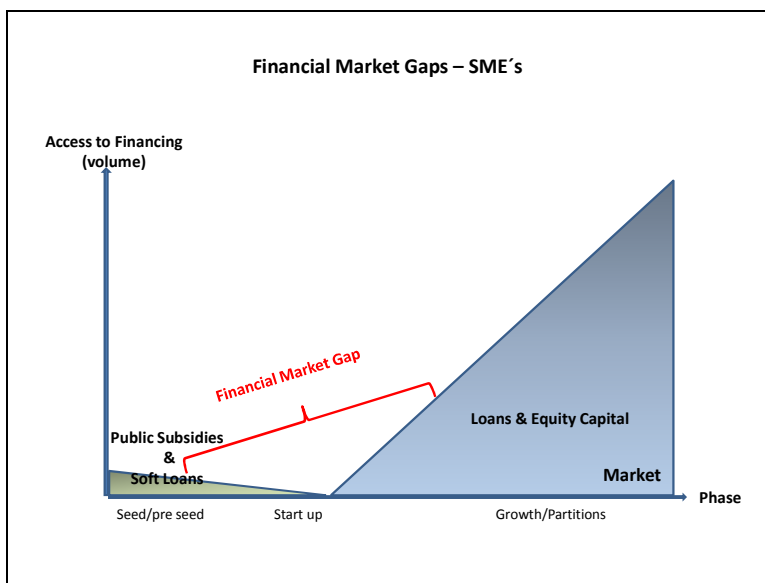 Financial Market Gaps – SME´s
Access to Financing
(volume)
Financial Market Gap
Public Subsidies
&
Soft Loans
Loans & Equity Capital
Market
Phase
Seed/pre seed
Start up
Growth/Partitions